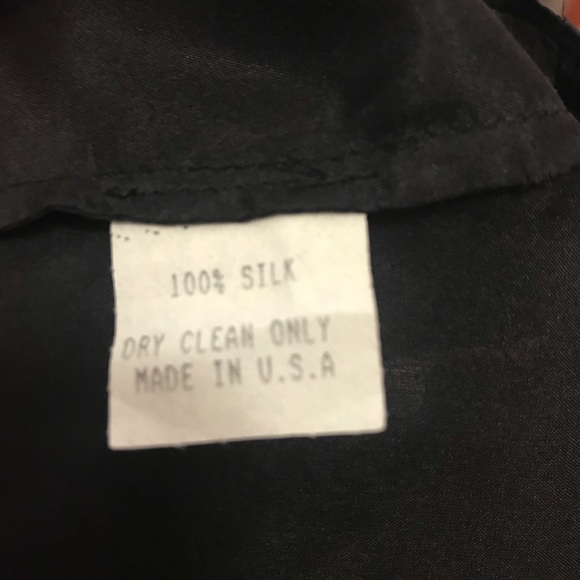 100% SILK
DRY CLEAN ONLY
MADE IN U.S.A